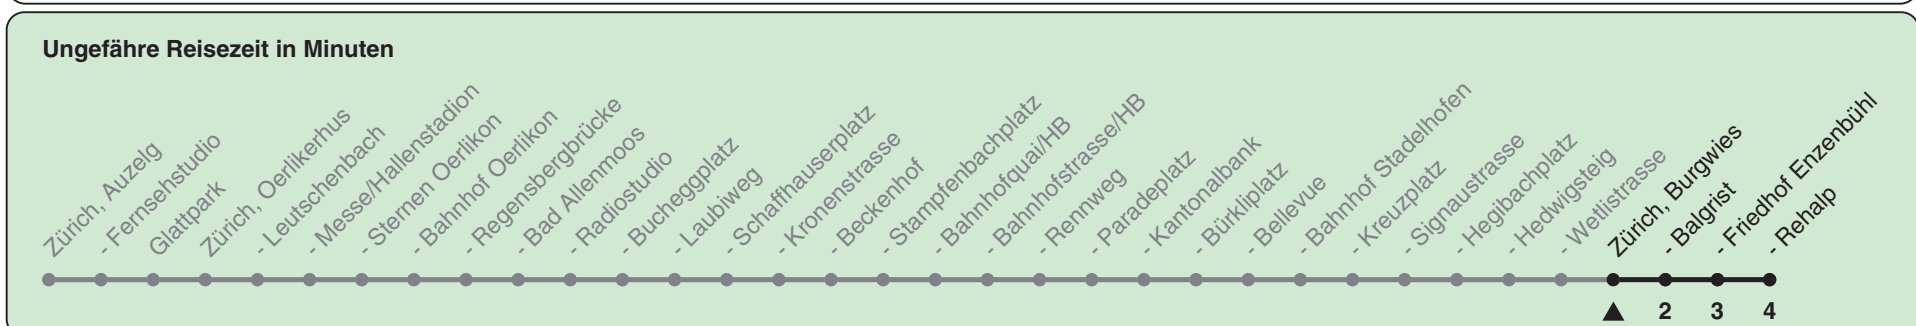 Ungefähre Reisezeit in Minuten
Zürich, Auzelg
- Fernsehstudio
Glattpark
Zürich, Oerlikerhus
- Leutschenbach
- Messe/Hallenstadion
- Sternen Oerlikon
- Bahnhof Oerlikon
- Regensbergbrücke
- Bad Allenmoos
- Radiostudio
- Bucheggplatz
- Laubiweg
- Schaffhauserplatz
- Kronenstrasse
- Beckenhof
- Stampfenbachplatz
- Bahnhofquai/HB
- Bahnhofstrasse/HB
- Rennweg
- Paradeplatz
- Kantonalbank
- Bürkliplatz
- Bellevue
- Bahnhof Stadelhofen
- Kreuzplatz
- Signaustrasse
- Hegibachplatz
- Hedwigsteig
- Wetlistrasse
Zürich, Burgwies
- Balgrist
- Friedhof Enzenbühl
- Rehalp
▲ 2 3 4